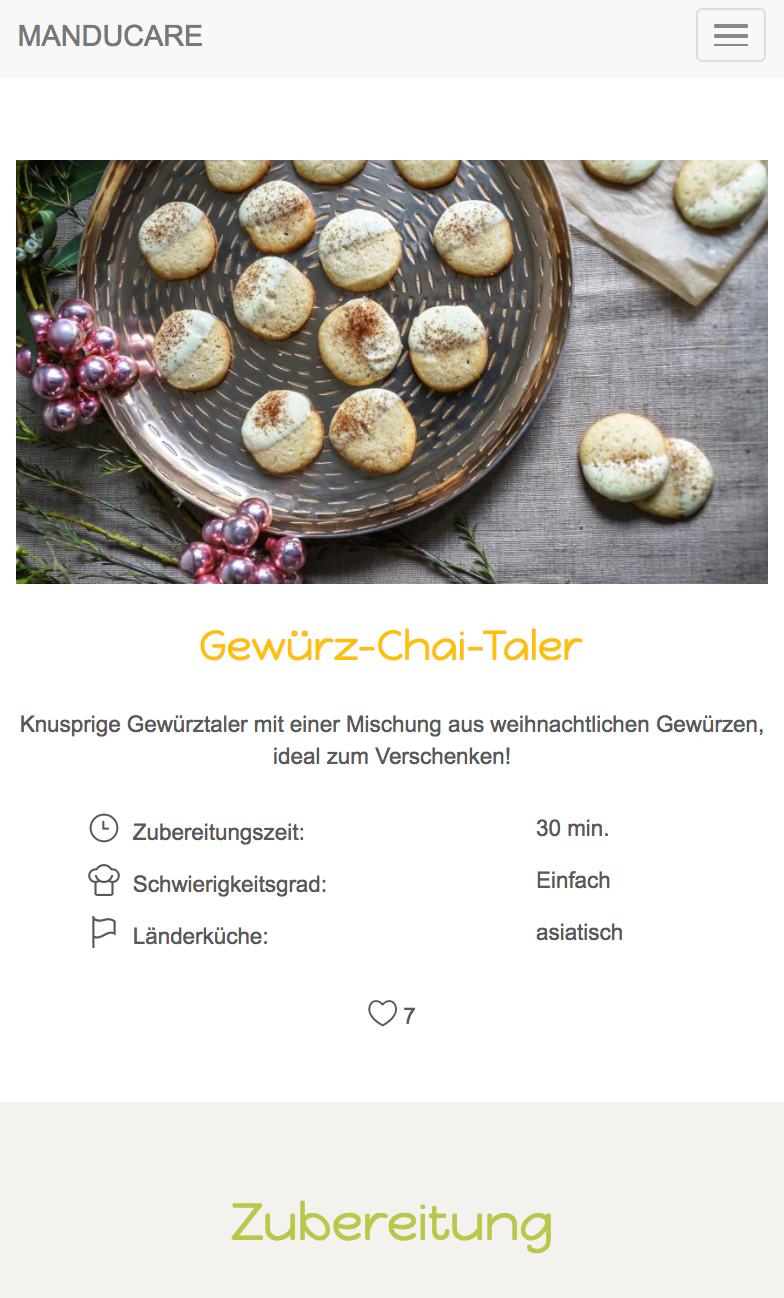 MANDUCARE
Gewürz-Chai-Taler
Knusprige Gewürztaler mit einer Mischung aus weihnachtlichen Gewürzen,
ideal zum Verschenken!
Zubereitungszeit: 30 min.
Schwierigkeitsgrad: Einfach
Länderküche: asiatisch
7
Zubereitung